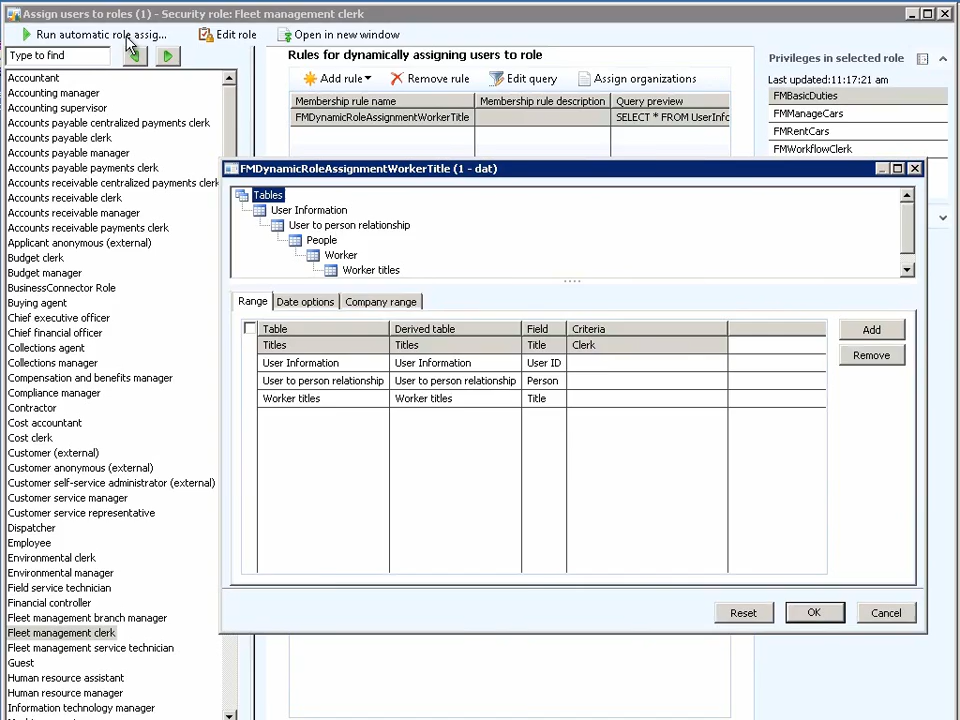 Assign users to roles (1) - Security role: Fleet management clerk
Run automatic role assig...
Edit role
Open in new window
Type to find
Accountant
Accounting manager
Accounting supervisor
Accounts payable centralized payments clerk
Accounts payable clerk
Accounts payable manager
Accounts payable payments clerk
Accounts receivable centralized payments clerk
Accounts receivable clerk
Accounts receivable manager
Accounts receivable payments clerk
Applicant anonymous (external)
Budget clerk
Budget manager
BusinessConnector Role
Buying agent
Chief executive officer
Chief financial officer
Collections agent
Collections manager
Compensation and benefits manager
Compliance manager
Contractor
Cost accountant
Cost clerk
Customer (external)
Customer anonymous (external)
Customer self-service administrator (external)
Customer service manager
Customer service representative
Dispatcher
Employee
Environmental clerk
Environmental manager
Field service technician
Financial controller
Fleet management branch manager
Fleet management clerk
Fleet management service technician
Guest
Human resource assistant
Human resource manager
Information technology manager
Rules for dynamically assigning users to role
Add rule
Remove rule
Edit query
Assign organizations
Membership rule name Membership rule description Query preview
FMDynamicRoleAssignmentWorkerTitle SELECT * FROM UserInfo
Privileges in selected role
Last updated:11:17:21 am
FMBasicDuties
FMManageCars
FMRentCars
FMWorkflowClerk
FMDynamicRoleAssignmentWorkerTitle (1 - dat)
Tables
User Information
User to person relationship
People
Worker
Worker titles
Range Date options Company range
Table Derived table Field Criteria
Titles Titles Title Clerk
User Information User Information User ID
User to person relationship User to person relationship Person
Worker titles Worker titles Title
Add
Remove
Reset OK Cancel